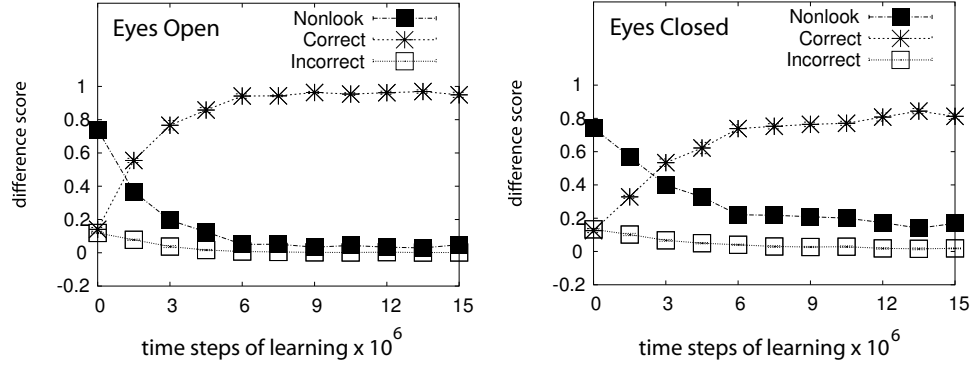 Eyes Open
Nonlook
Correct
Incorrect
difference score
1
0.8
0.6
0.4
0.2
0
-0.2
0 3 6 9 12 15
time steps of learning x 10^6
Eyes Closed
Nonlook
Correct
Incorrect
difference score
1
0.8
0.6
0.4
0.2
0
-0.2
0 3 6 9 12 15
time steps of learning x 10^6